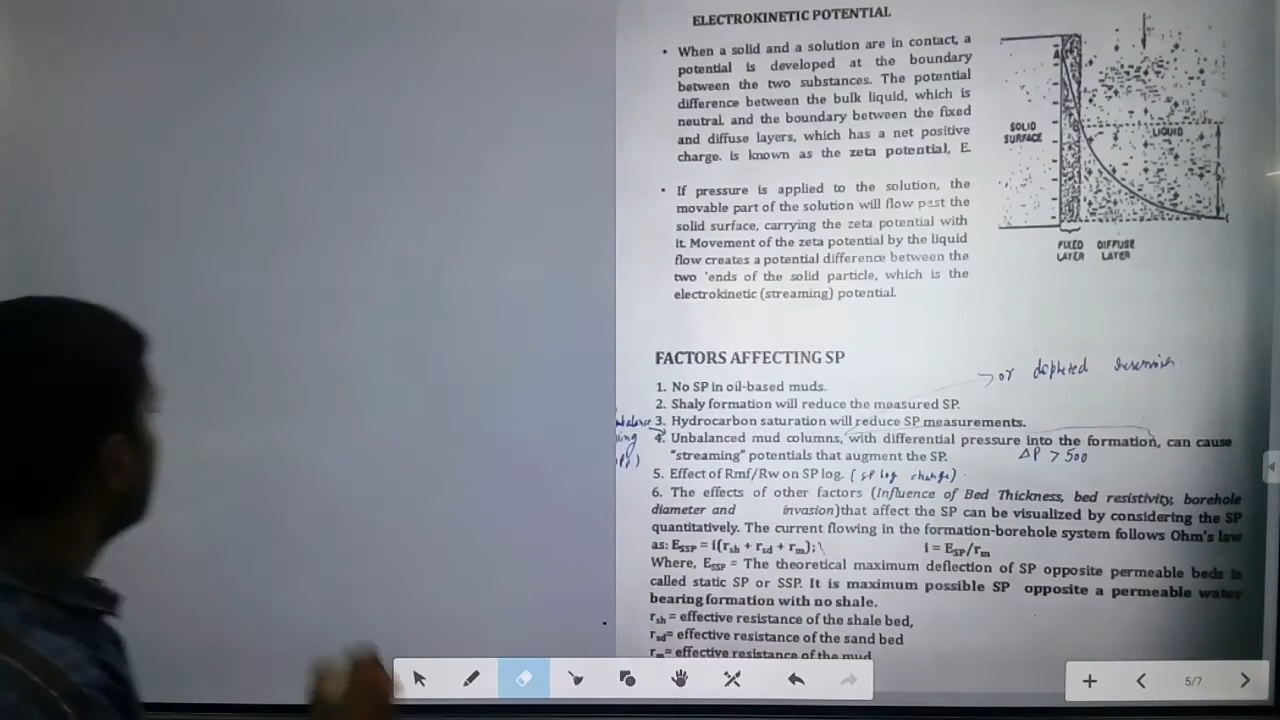 ELECTROKINETIC POTENTIAL
• When a solid and a solution are in contact, a
potential is developed at the boundary
between the two substances. The potential
difference between the bulk liquid, which is
neutral, and the boundary between the fixed
and diffuse layers, which has a net positive
charge. is known as the zeta potential, E.
• If pressure is applied to the solution, the
movable part of the solution will flow past the
solid surface, carrying the zeta potential with
it. Movement of the zeta potential by the liquid
flow creates a potential difference between the
two 'ends of the solid particle, which is the
electrokinetic (streaming) potential.
SOLID
SURFACE
LIQUID
FIXED DIFFUSE
LAYER LAYER
FACTORS AFFECTING SP
→ or depleted
1. No SP in oil-based muds.
2. Shaly formation will reduce the measured SP.
3. Hydrocarbon saturation will reduce SP measurements.
4. Unbalanced mud columns, with differential pressure into the formation, can cause
"streaming" potentials that augment the SP.
ΔP > 500
5. Effect of Rmf/Rw on SP log. (SP log change).
6. The effects of other factors (Influence of Bed Thickness, bed resistivity, borehole
diameter and invasion)that affect the SP can be visualized by considering the SP
quantitatively. The current flowing in the formation-borehole system follows Ohm's law
as: ESSP = I(rsh + rsd + rm); I = ESP/rm
Where, ESSP = The theoretical maximum deflection of SP opposite permeable beds is
called static SP or SSP. It is maximum possible SP opposite a permeable water
bearing formation with no shale.
rsh = effective resistance of the shale bed,
rsd= effective resistance of the sand bed
rm= effective resistance of the mud
5/7